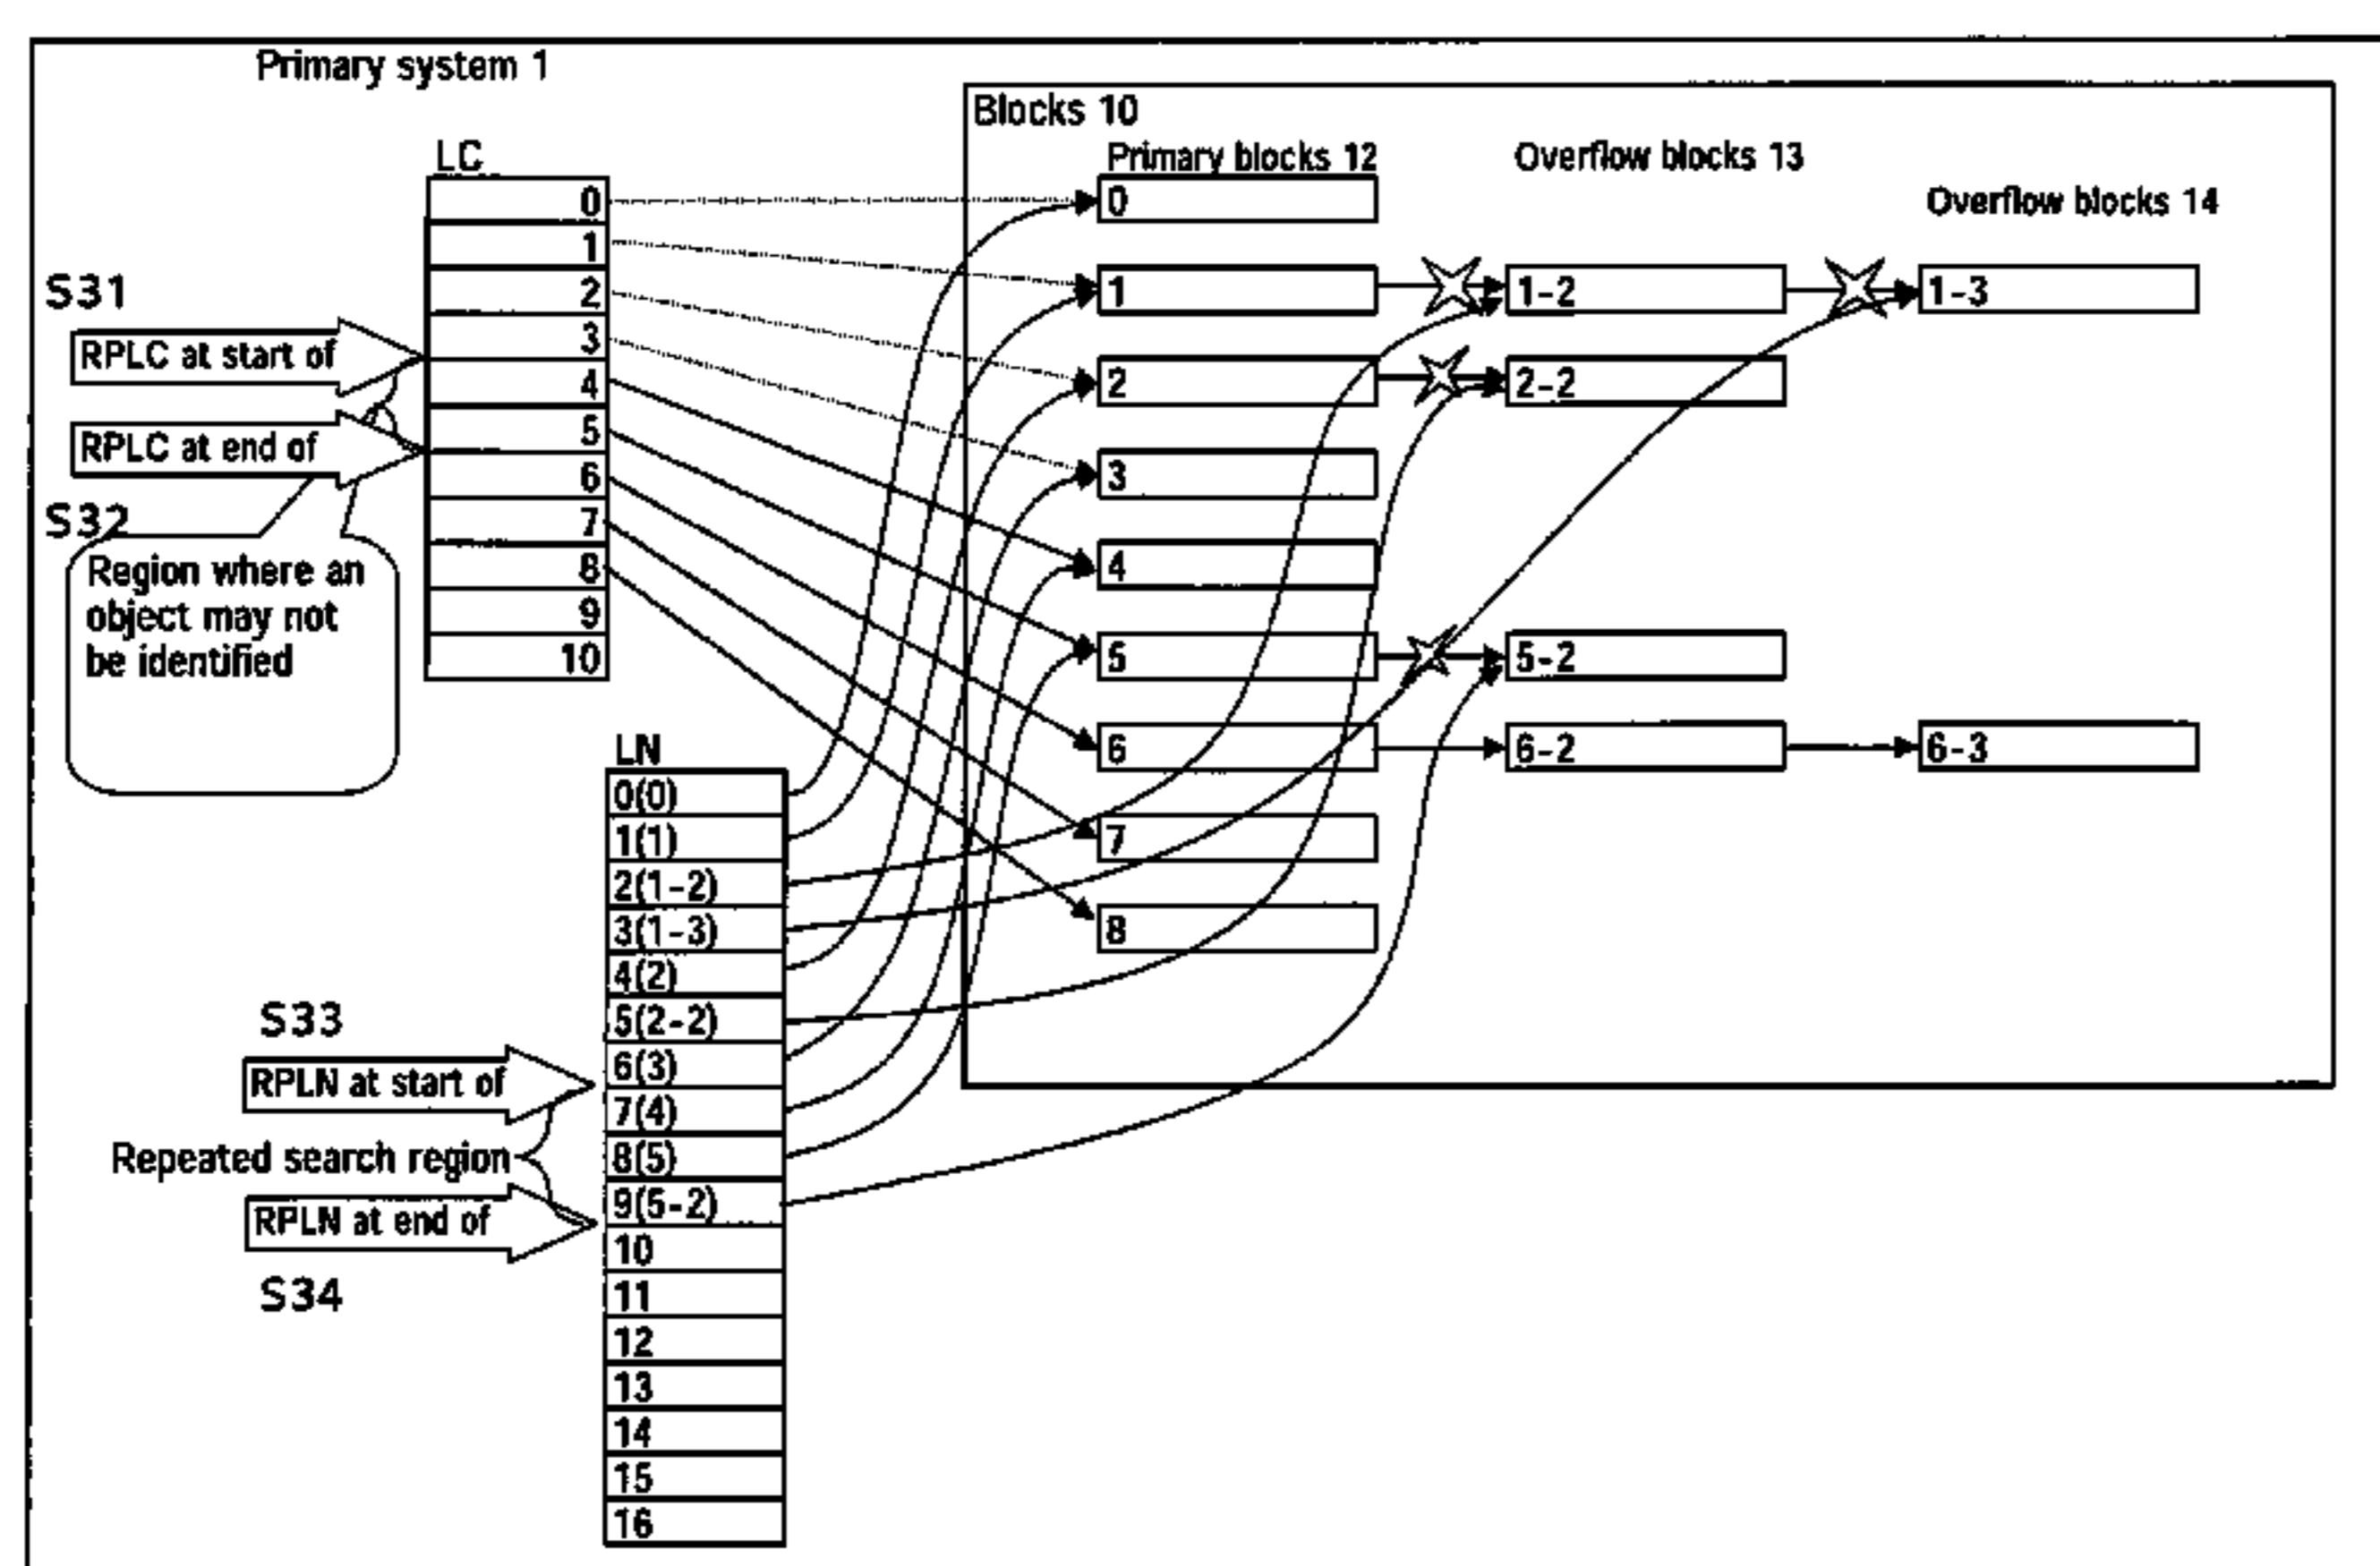 Primary system 1
Blocks 10
LC
Primary blocks 12
Overflow blocks 13
Overflow blocks 14
0
1
2
3
4
5
6
7
8
9
10
S31
RPLC at start of
RPLC at end of
S32
Region where an
object may not
be identified
0
1
1-2
1-3
2
2-2
3
4
5
5-2
6
6-2
6-3
7
8
LN
0(0)
1(1)
2(1-2)
3(1-3)
4(2)
5(2-2)
6(3)
7(4)
8(5)
9(5-2)
10
11
12
13
14
15
16
S33
RPLN at start of
Repeated search region
RPLN at end of
S34